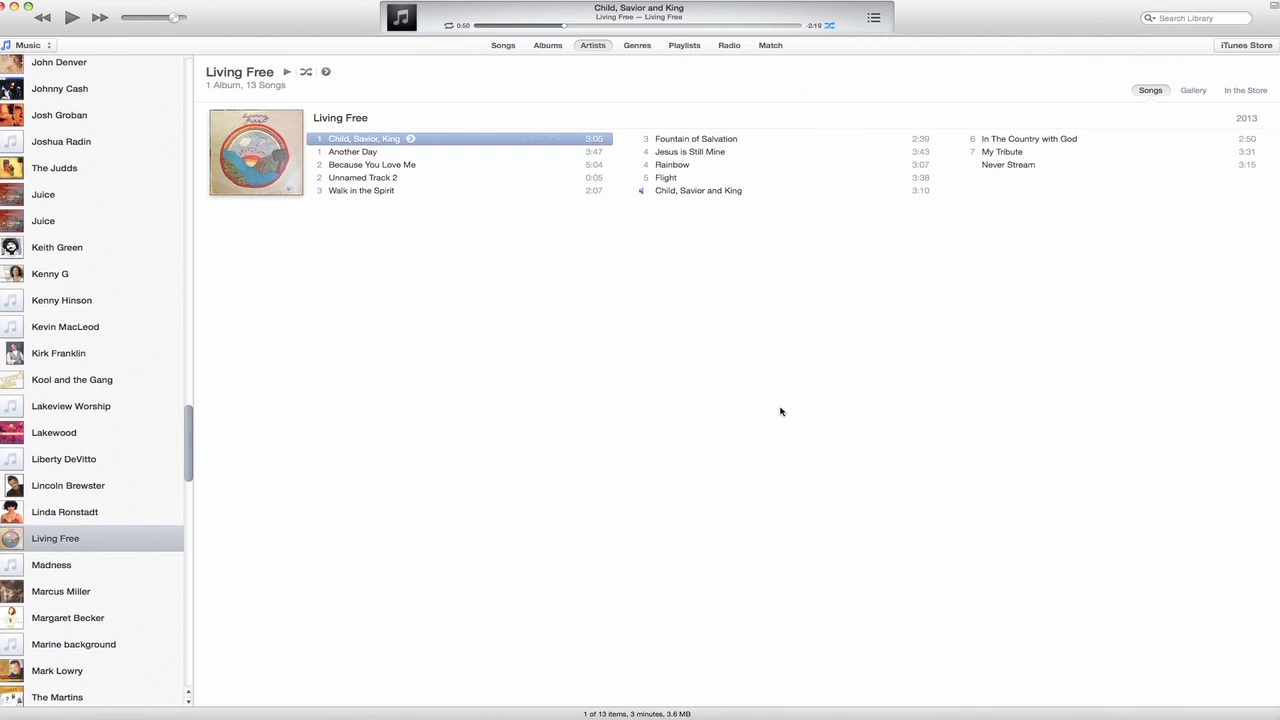 Child, Savior and King
Living Free — Living Free
0:50
-2:19
Search Library
Music
Songs Albums Artists Genres Playlists Radio Match
iTunes Store
John Denver
Johnny Cash
Josh Groban
Joshua Radin
The Judds
Juice
Juice
Keith Green
Kenny G
Kenny Hinson
Kevin MacLeod
Kirk Franklin
Kool and the Gang
Lakeview Worship
Lakewood
Liberty DeVitto
Lincoln Brewster
Linda Ronstadt
Living Free
Madness
Marcus Miller
Margaret Becker
Marine background
Mark Lowry
The Martins
Living Free
1 Album, 13 Songs
Songs Gallery In the Store
Living Free
2013
1 Child, Savior, King 3:05
1 Another Day 3:47
2 Because You Love Me 5:04
2 Unnamed Track 2 0:05
3 Walk in the Spirit 2:07
3 Fountain of Salvation 2:39
4 Jesus is Still Mine 3:43
4 Rainbow 3:07
5 Flight 3:38
Child, Savior and King 3:10
6 In The Country with God 2:50
7 My Tribute 3:31
Never Stream 3:15
1 of 13 items, 3 minutes, 3.6 MB